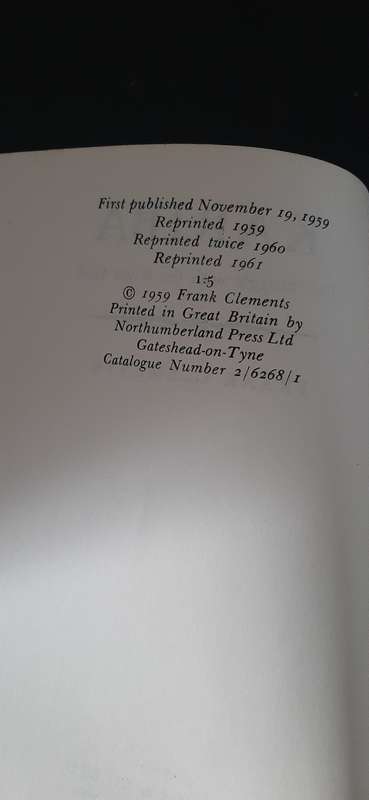 First published November 19, 1959
Reprinted 1959
Reprinted twice 1960
Reprinted 1961
1:5
© 1959 Frank Clements
Printed in Great Britain by
Northumberland Press Ltd
Gateshead-on-Tyne
Catalogue Number 2/6268/1